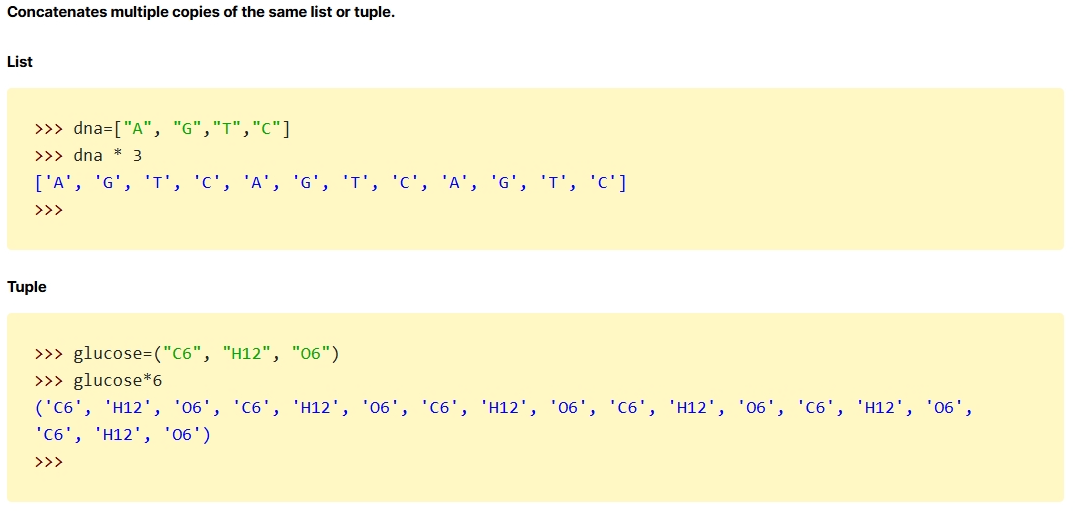 Concatenates multiple copies of the same list or tuple.
List
>>> dna=["A", "G","T","C"]
>>> dna * 3
['A', 'G', 'T', 'C', 'A', 'G', 'T', 'C', 'A', 'G', 'T', 'C']
>>>
Tuple
>>> glucose=("C6", "H12", "O6")
>>> glucose*6
('C6', 'H12', 'O6', 'C6', 'H12', 'O6', 'C6', 'H12', 'O6', 'C6', 'H12', 'O6', 'C6', 'H12', 'O6',
'C6', 'H12', 'O6')
>>>